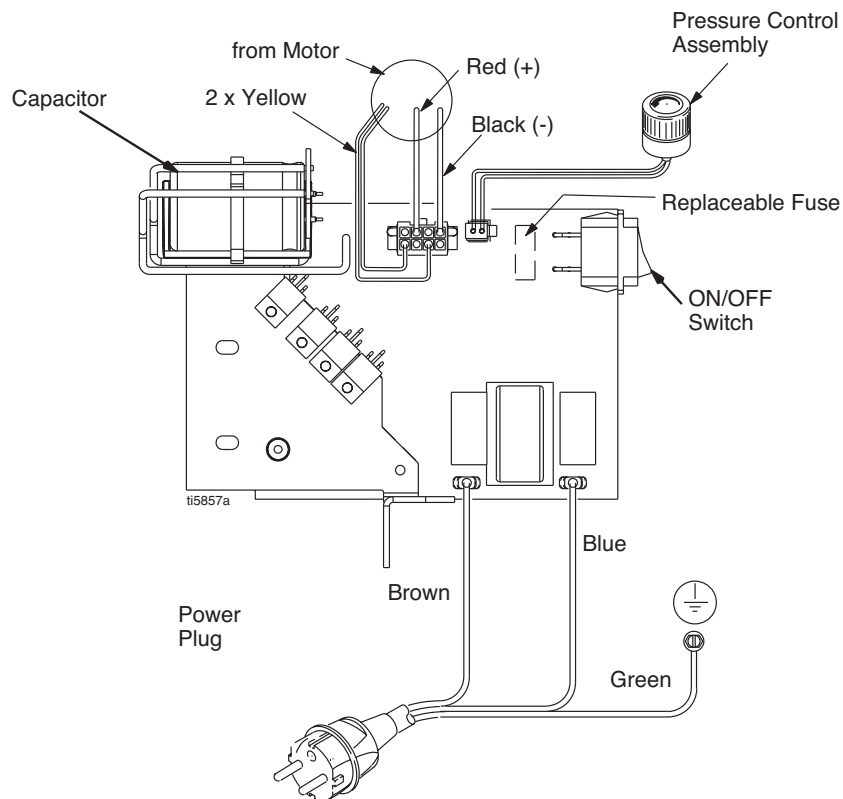 Pressure Control
Assembly
from Motor
Red (+)
2 x Yellow
Capacitor
Black (-)
Replaceable Fuse
ON/OFF
Switch
ti5857a
Blue
Brown
Power
Plug
Green